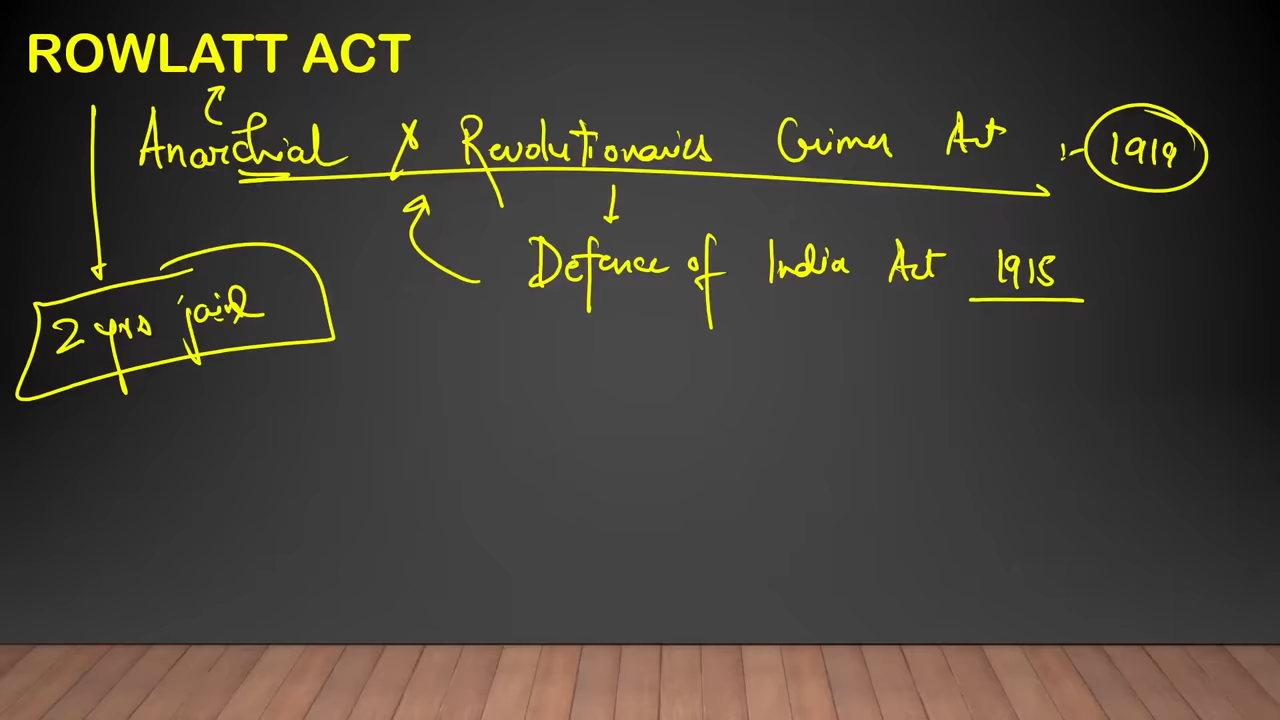 ROWLATT ACT
Anarchial & Revolutionaries Crimes Act :- 1919
Defence of India Act 1915
2 yrs jail